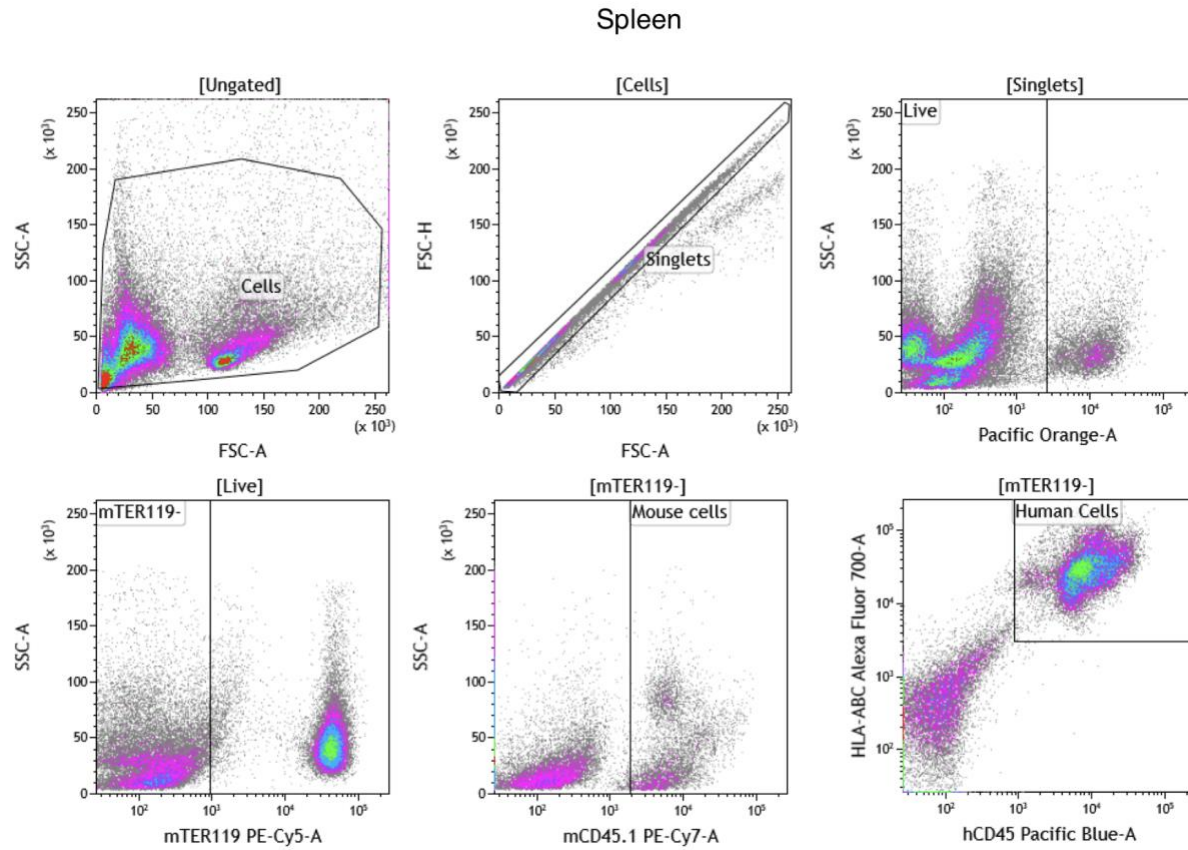 Spleen
[Ungated]
250
200
150
100
50
0
(x 10³)
SSC-A
Cells
0
50
100
150
200
250
(x 10³)
FSC-A
[Cells]
250
200
150
100
50
0
(x 10³)
FSC-H
Singlets
0
50
100
150
200
250
(x 10³)
FSC-A
[Singlets]
Live
250
200
150
100
50
0
(x 10³)
SSC-A
10²
10³
10⁴
10⁵
Pacific Orange-A
[Live]
mTER119-
250
200
150
100
50
0
(x 10³)
SSC-A
10²
10³
10⁴
10⁵
mTER119 PE-Cy5-A
[mTER119-]
Mouse cells
250
200
150
100
50
0
(x 10³)
SSC-A
10²
10³
10⁴
10⁵
mCD45.1 PE-Cy7-A
[mTER119-]
Human Cells
10⁵
10⁴
10³
10²
HLA-ABC Alexa Fluor 700-A
10²
10³
10⁴
10⁵
hCD45 Pacific Blue-A